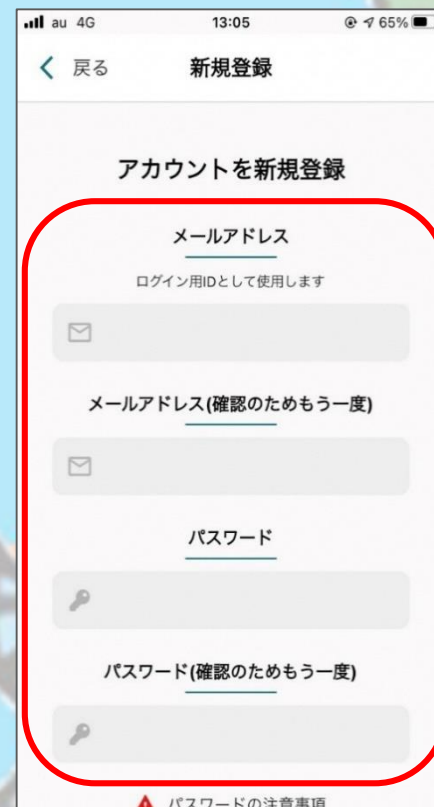 au 4G 13:05 65%
戻る 新規登録
アカウントを新規登録
メールアドレス
ログイン用IDとして使用します
メールアドレス(確認のためもう一度)
パスワード
パスワード(確認のためもう一度)
パスワードの注意事項